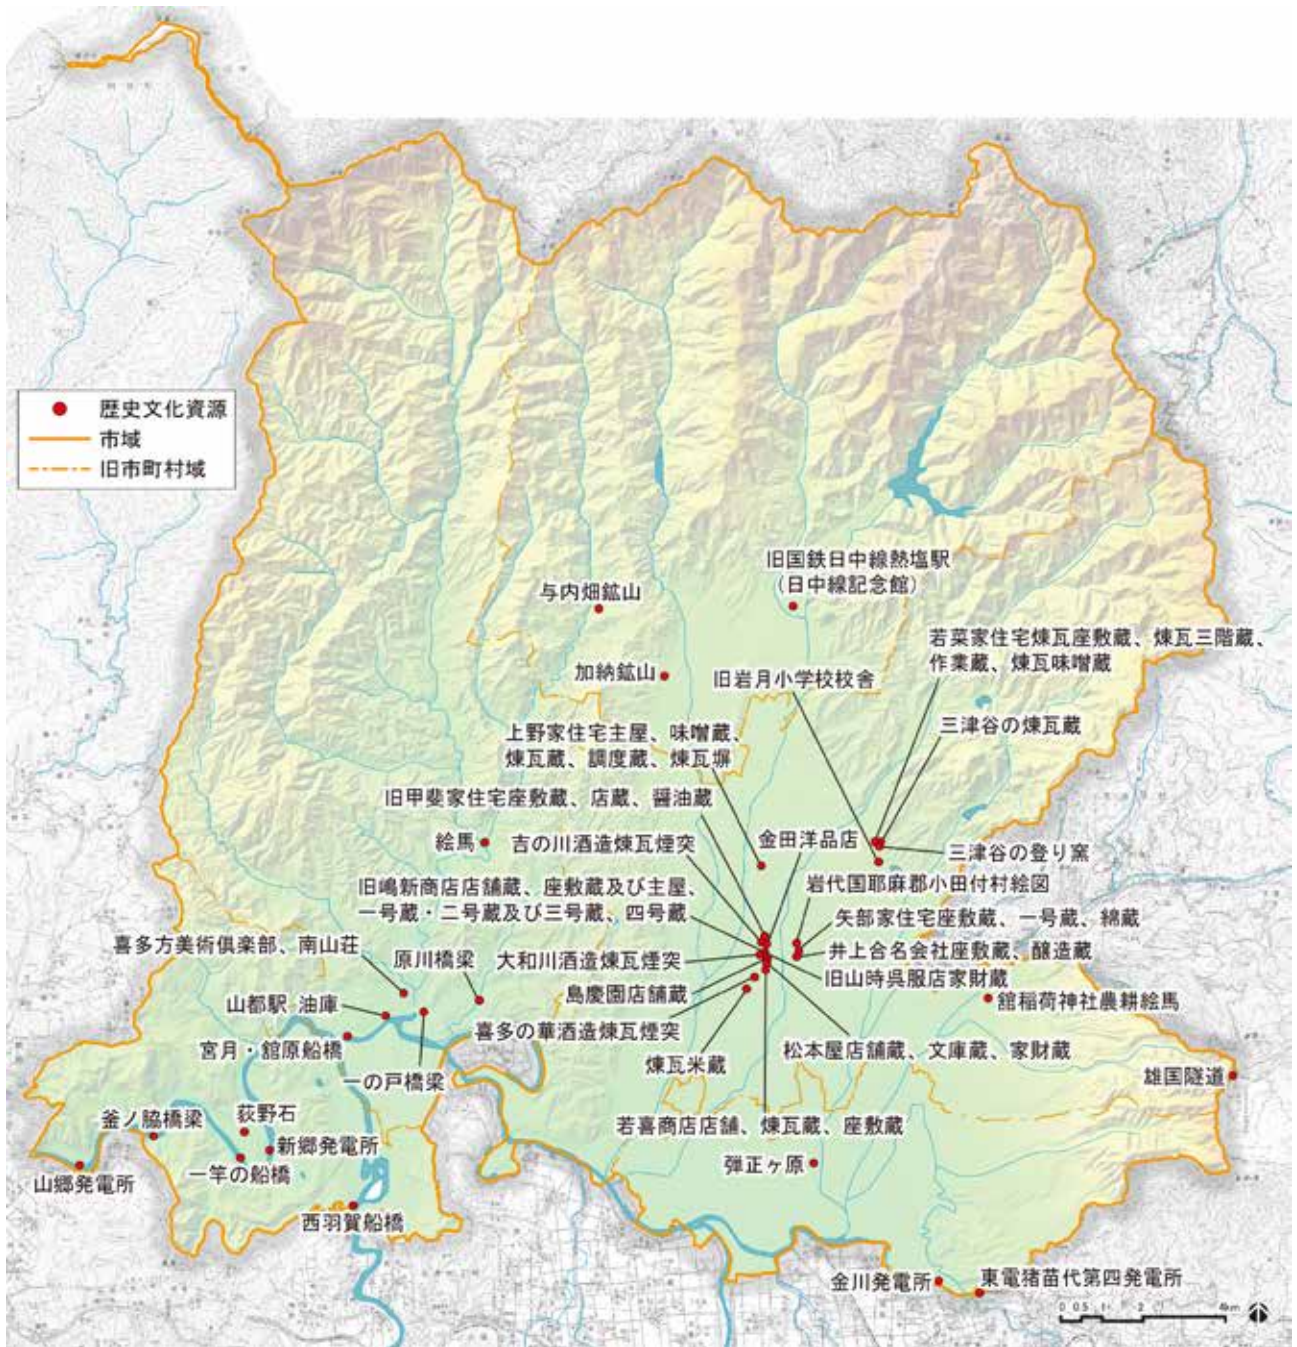 歴史文化資源
市域
旧市町村域
旧国鉄日中線熱塩駅
（日中線記念館）
与内畑鉱山
若菜家住宅煉瓦座敷蔵、煉瓦三階蔵、
作業蔵、煉瓦味噌蔵
加納鉱山
旧岩月小学校校舎
三津谷の煉瓦蔵
上野家住宅主屋、味噌蔵、
煉瓦蔵、調度蔵、煉瓦塀
旧甲斐家住宅座敷蔵、店蔵、醤油蔵
絵馬
吉の川酒造煉瓦煙突
金田洋品店
三津谷の登り窯
岩代国耶麻郡小田付村絵図
旧嶋新商店店舗蔵、座敷蔵及び主屋、
一号蔵・二号蔵及び三号蔵、四号蔵
矢部家住宅座敷蔵、一号蔵、綿蔵
喜多方美術倶楽部、南山荘
原川橋梁
大和川酒造煉瓦煙突
井上合名会社座敷蔵、醸造蔵
旧山時呉服店家財蔵
島慶園店舗蔵
山都駅 油庫
舘稲荷神社農耕絵馬
喜多の華酒造煉瓦煙突
宮月・舘原船橋
煉瓦米蔵
松本屋店舗蔵、文庫蔵、家財蔵
一の戸橋梁
雄国隧道
釜ノ脇橋梁
荻野石
若喜商店店舗、煉瓦蔵、座敷蔵
新郷発電所
弾正ヶ原
山郷発電所
一竿の船橋
西羽賀船橋
金川発電所
東電猪苗代第四発電所
0 0.5 1 2 4km